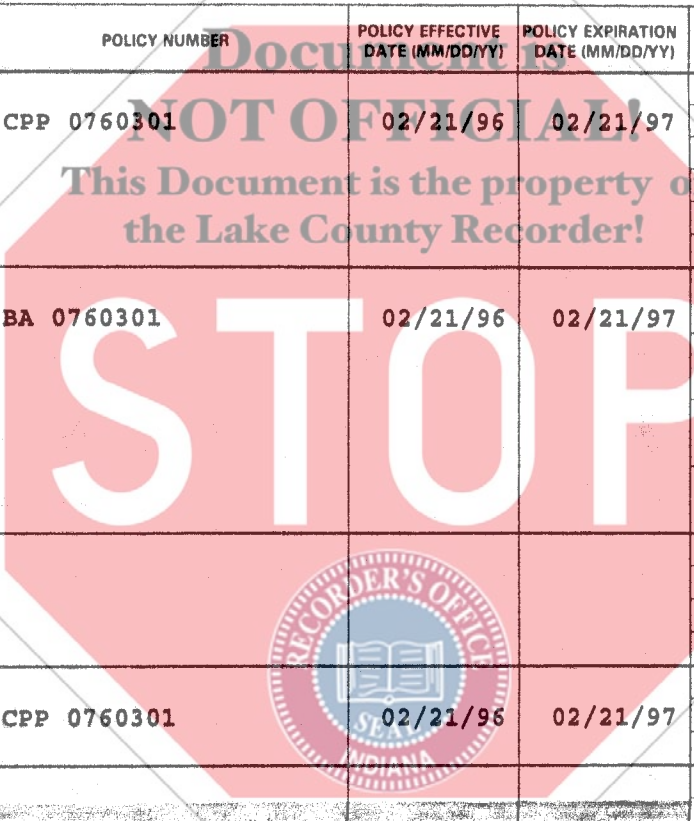 POLICY NUMBER POLICY EFFECTIVE DATE (MM/DD/YY) POLICY EXPIRATION DATE (MM/DD/YY)
Document is
NOT OFFICIAL!
CPP 0760301 02/21/96 02/21/97
This Document is the property
the Lake County Recorder!
BA 0760301 02/21/96 02/21/97
STOP
RECORDER'S OFFICE
CPP 0760301 02/21/96 02/21/97
SEAL
INDIANA